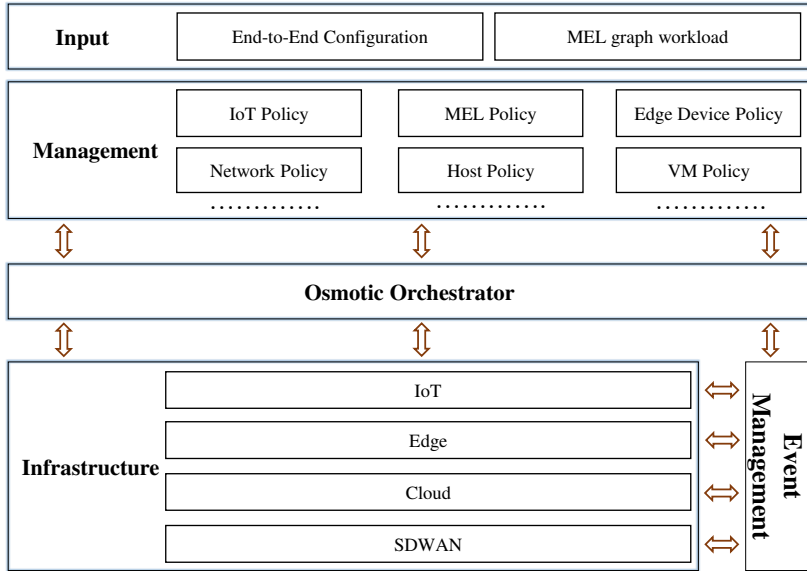 Input
End-to-End Configuration
MEL graph workload
Management
IoT Policy
MEL Policy
Edge Device Policy
Network Policy
Host Policy
VM Policy
.............
.............
.............
Osmotic Orchestrator
Infrastructure
IoT
Edge
Cloud
SDWAN
Event
Management